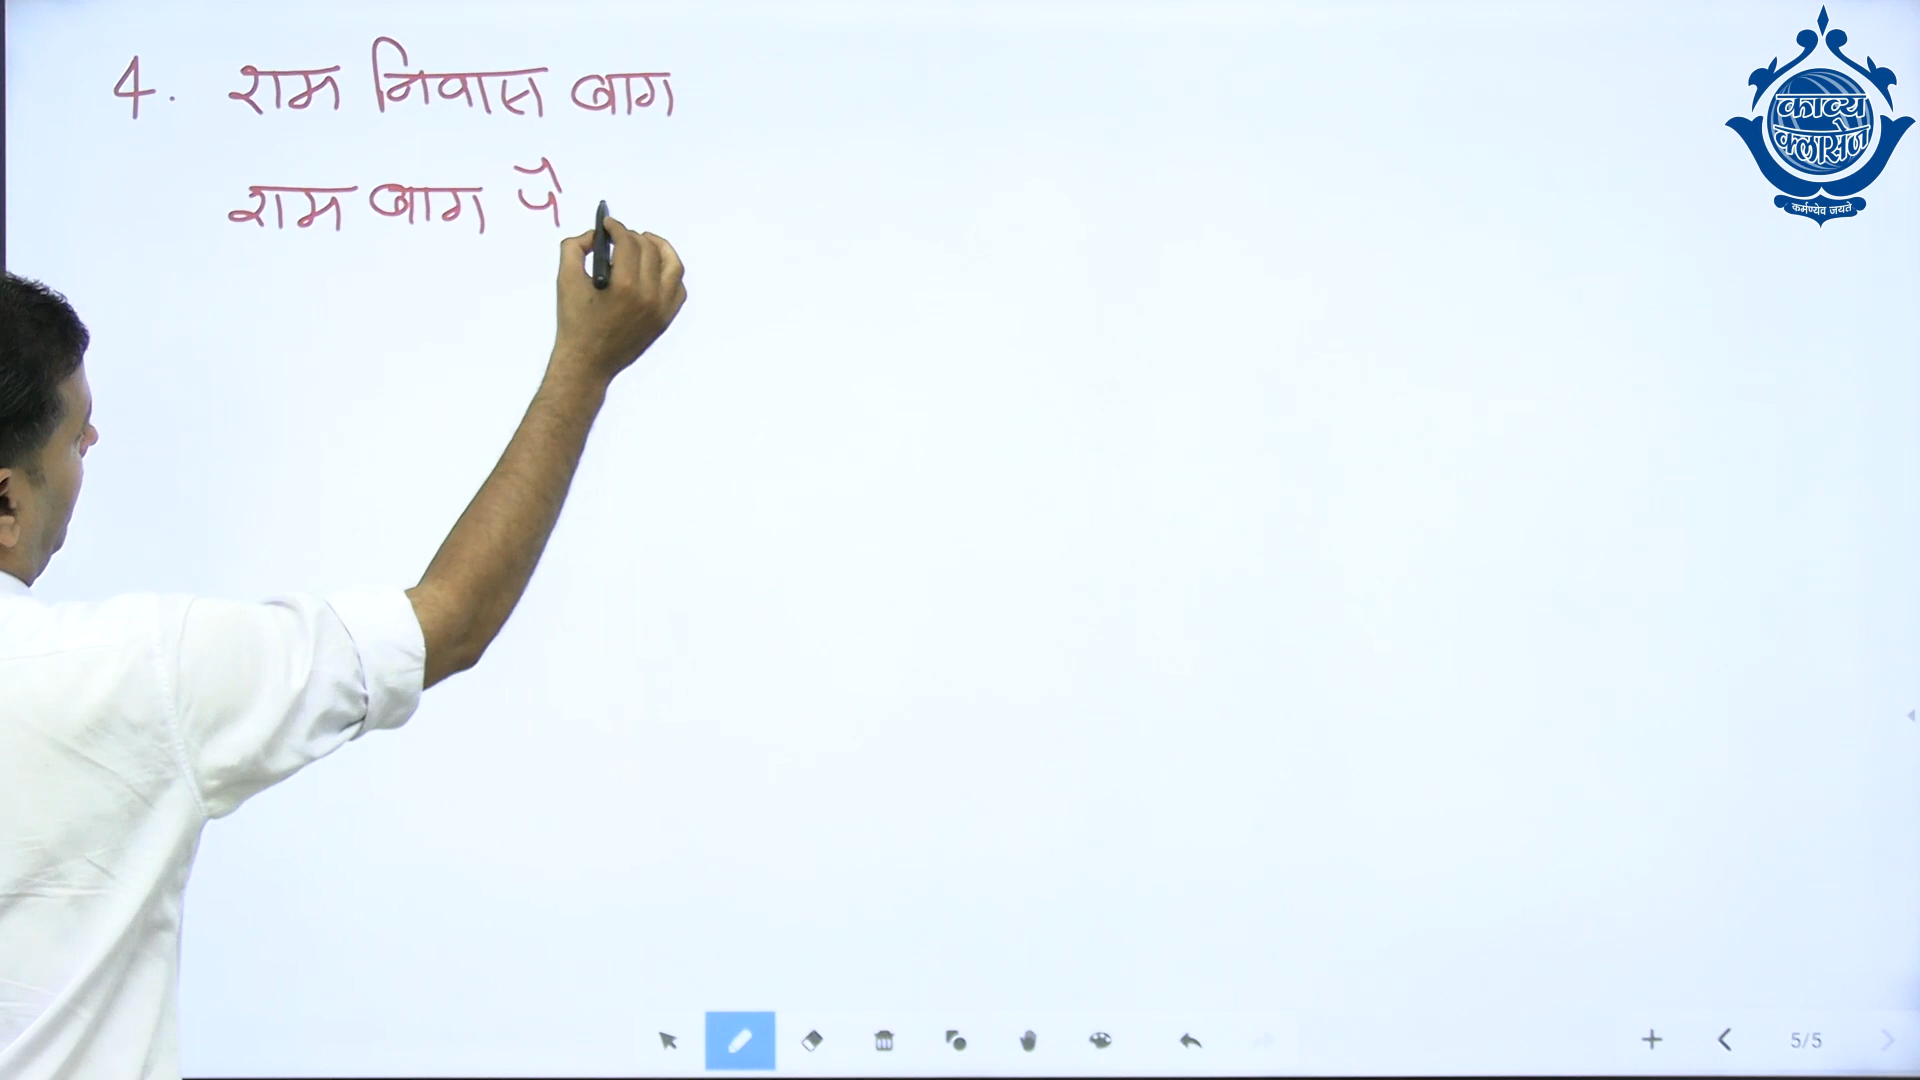 4. राम निवास बाग
राम बाग पै
काव्य
क्लासेज
कर्मण्येव जयते
5/5